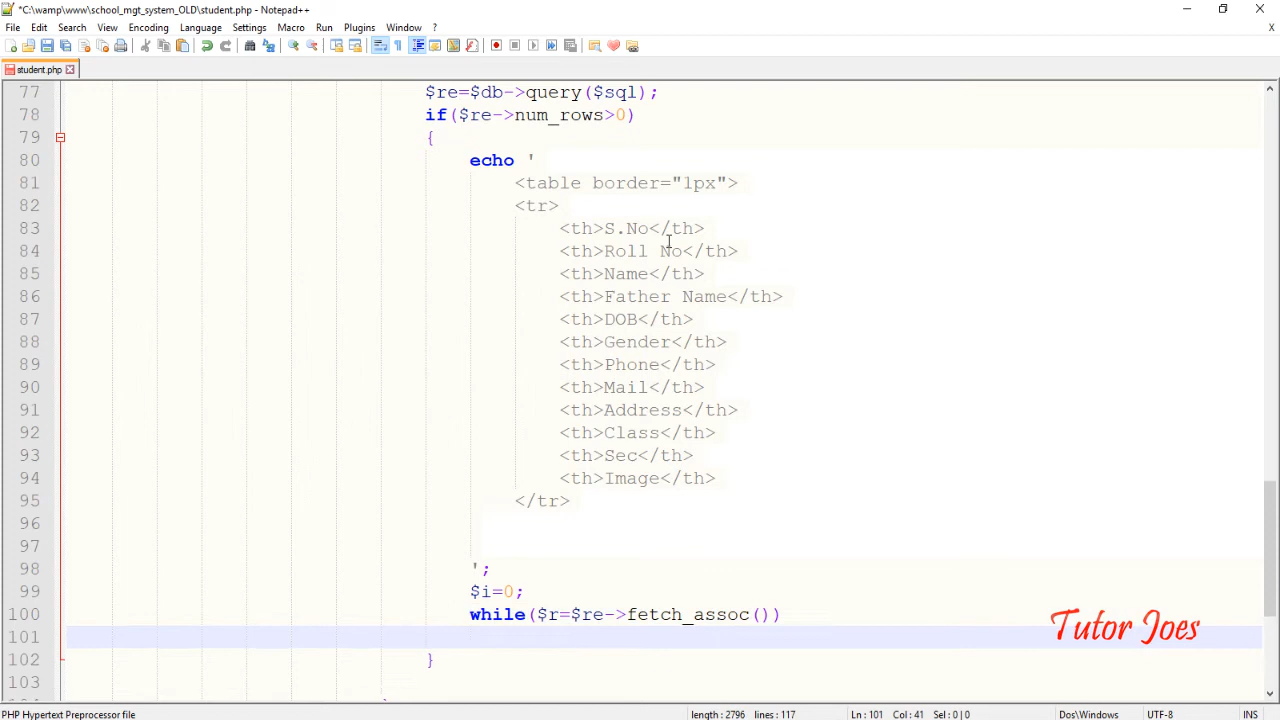 *C:\wamp\www\school_mgt_system_OLD\student.php - Notepad++
File Edit Search View Encoding Language Settings Macro Run Plugins Window ?
X
student.php
77 $re=$db->query($sql);
78 if($re->num_rows>0)
79 {
80 echo '
81 <table border="1px">
82 <tr>
83 <th>S.No</th>
84 <th>Roll No</th>
85 <th>Name</th>
86 <th>Father Name</th>
87 <th>DOB</th>
88 <th>Gender</th>
89 <th>Phone</th>
90 <th>Mail</th>
91 <th>Address</th>
92 <th>Class</th>
93 <th>Sec</th>
94 <th>Image</th>
95 </tr>
96
97
98 ';
99 $i=0;
100 while($r=$re->fetch_assoc())
101
102 }
103
Tutor Joes
PHP Hypertext Preprocessor file length : 2796 lines : 117 Ln : 101 Col : 41 Sel : 0 | 0 Dos\Windows UTF-8 INS